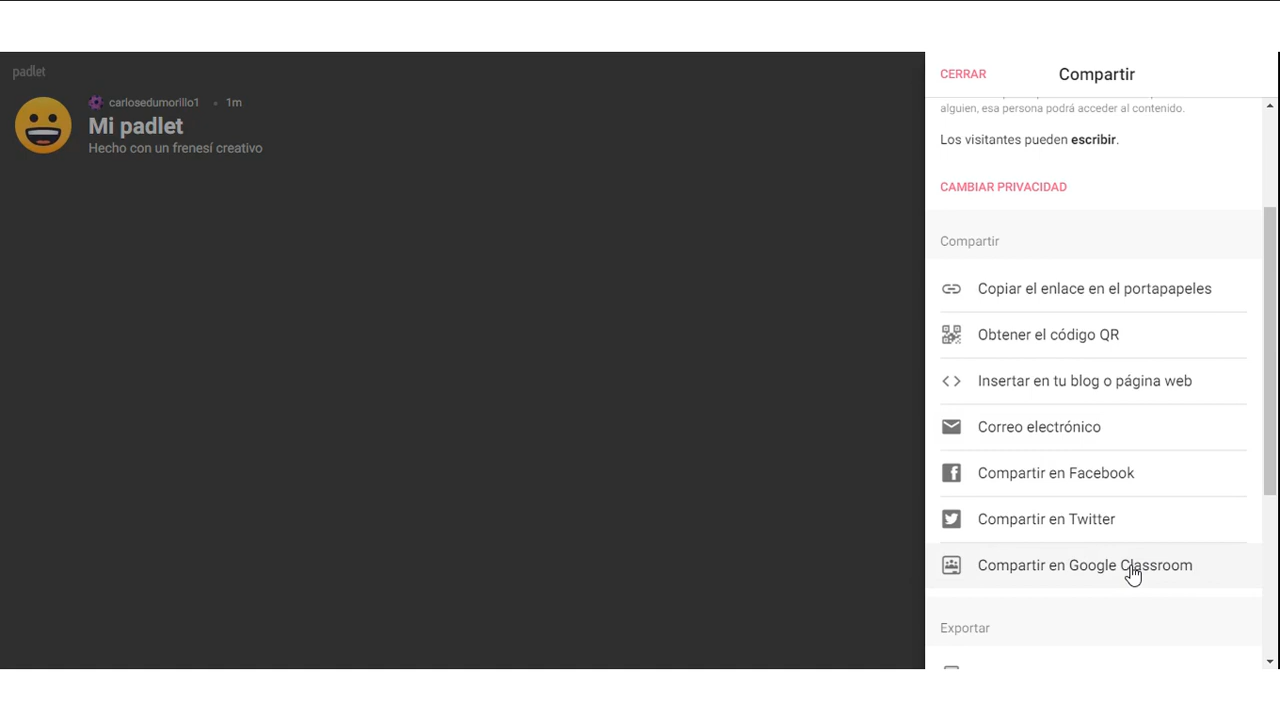 padlet
carlosedumorillo1 • 1m
Mi padlet
Hecho con un frenesí creativo
CERRAR
Compartir
alguien, esa persona podrá acceder al contenido.
Los visitantes pueden escribir.
CAMBIAR PRIVACIDAD
Compartir
Copiar el enlace en el portapapeles
Obtener el código QR
Insertar en tu blog o página web
Correo electrónico
Compartir en Facebook
Compartir en Twitter
Compartir en Google Classroom
Exportar